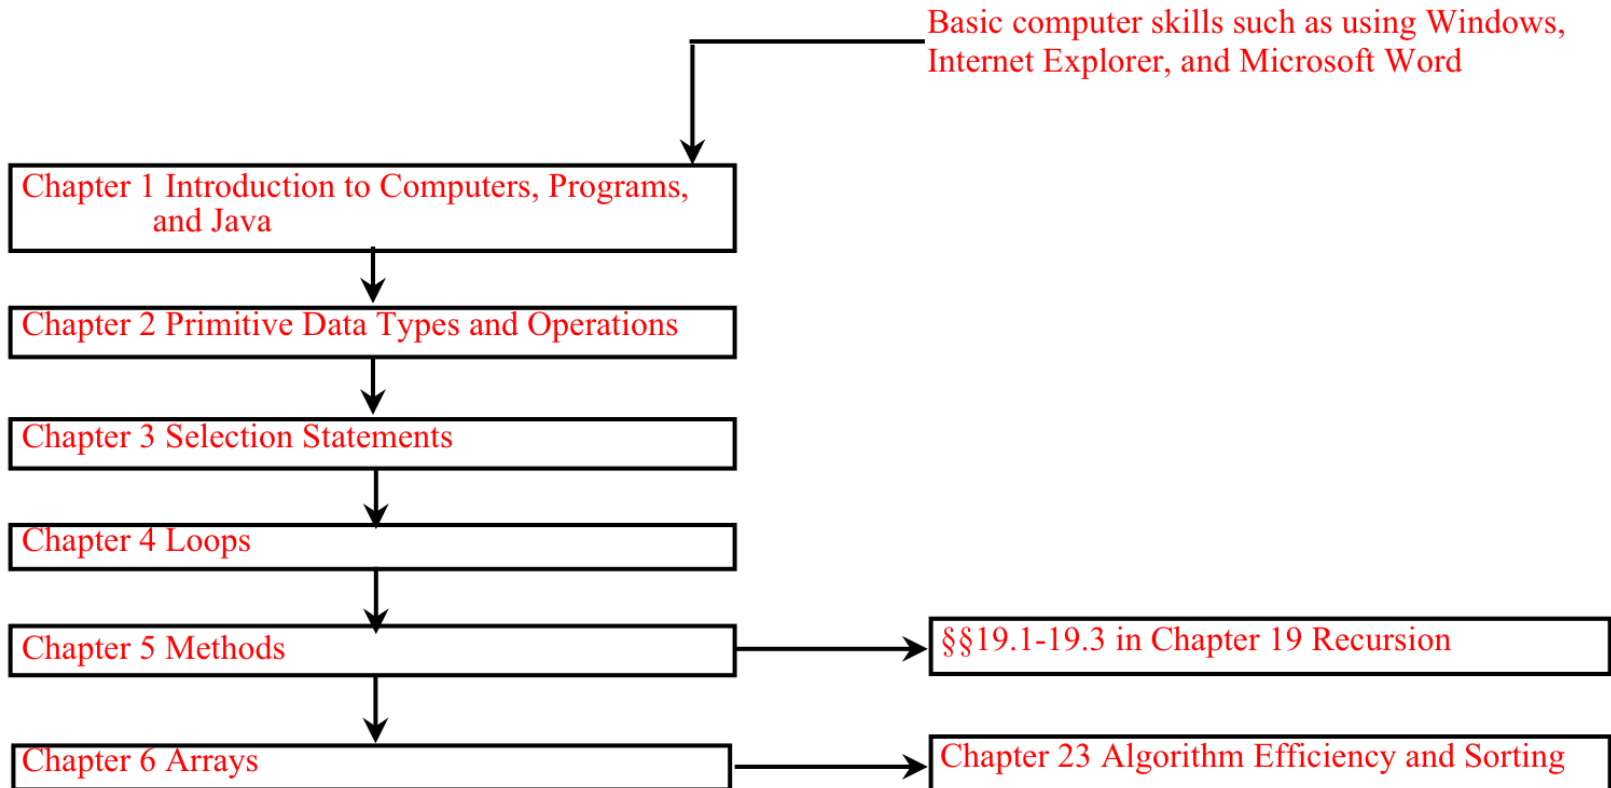 Basic computer skills such as using Windows,
Internet Explorer, and Microsoft Word
Chapter 1 Introduction to Computers, Programs,
and Java
Chapter 2 Primitive Data Types and Operations
Chapter 3 Selection Statements
Chapter 4 Loops
Chapter 5 Methods
§§19.1-19.3 in Chapter 19 Recursion
Chapter 6 Arrays
Chapter 23 Algorithm Efficiency and Sorting